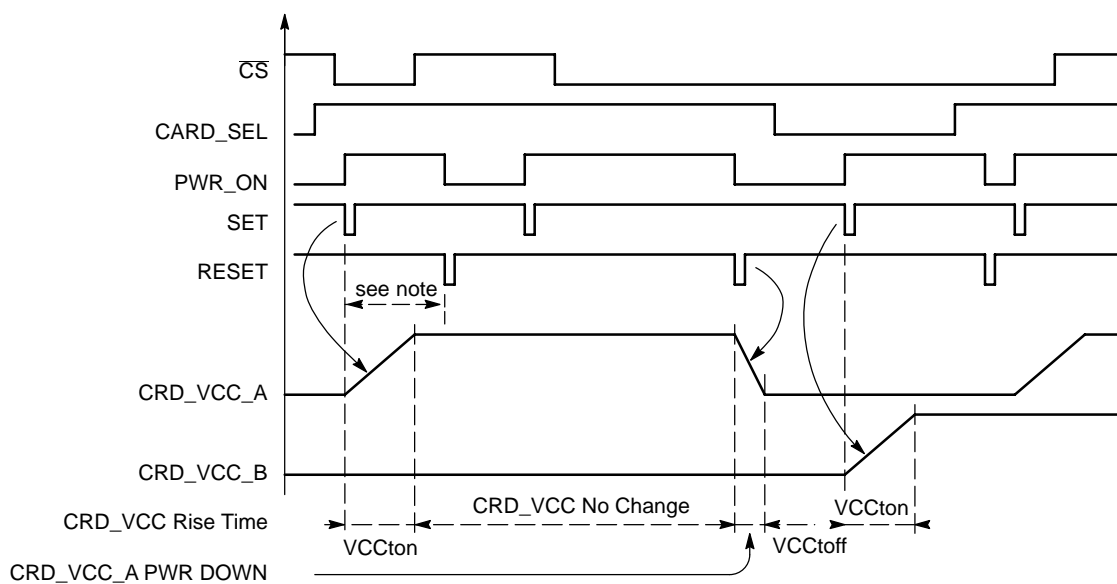 CS
CARD_SEL
PWR_ON
SET
RESET
see note
CRD_VCC_A
CRD_VCC_B
CRD_VCC No Change
CRD_VCC Rise Time
VCCton
VCCton
VCCtoff
CRD_VCC_A PWR DOWN